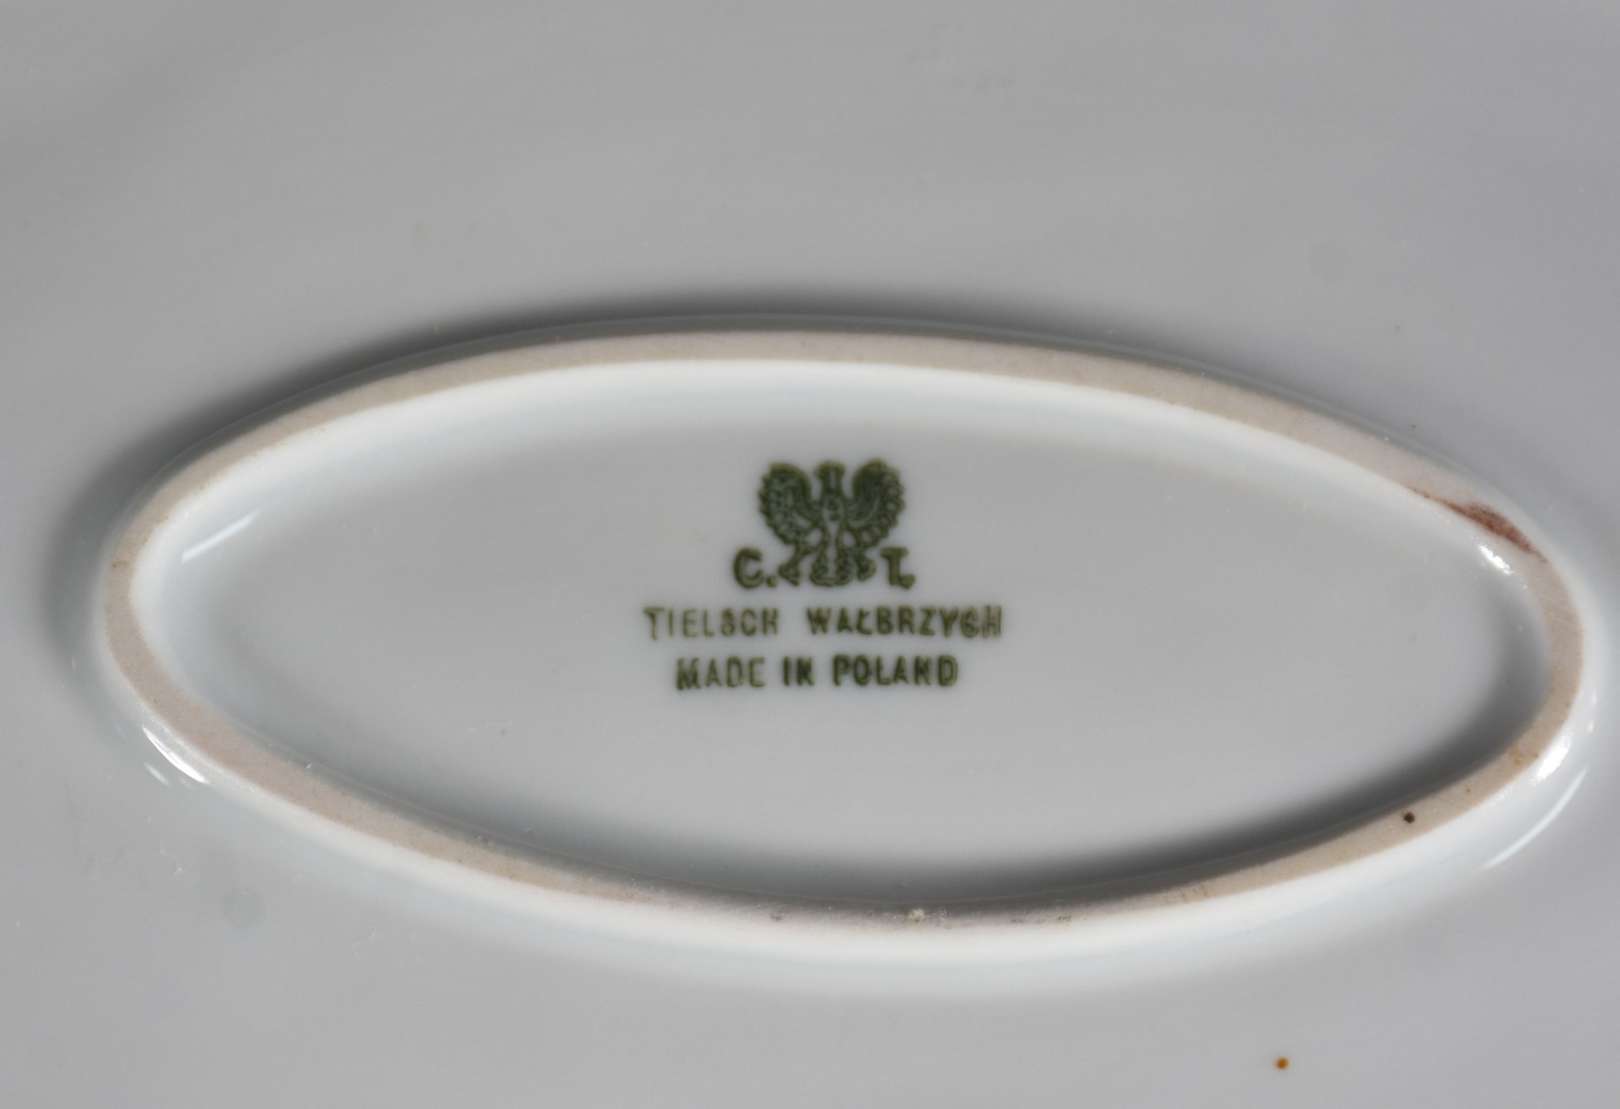 C. T.
TIELSCH WAŁBRZYCH
MADE IN POLAND